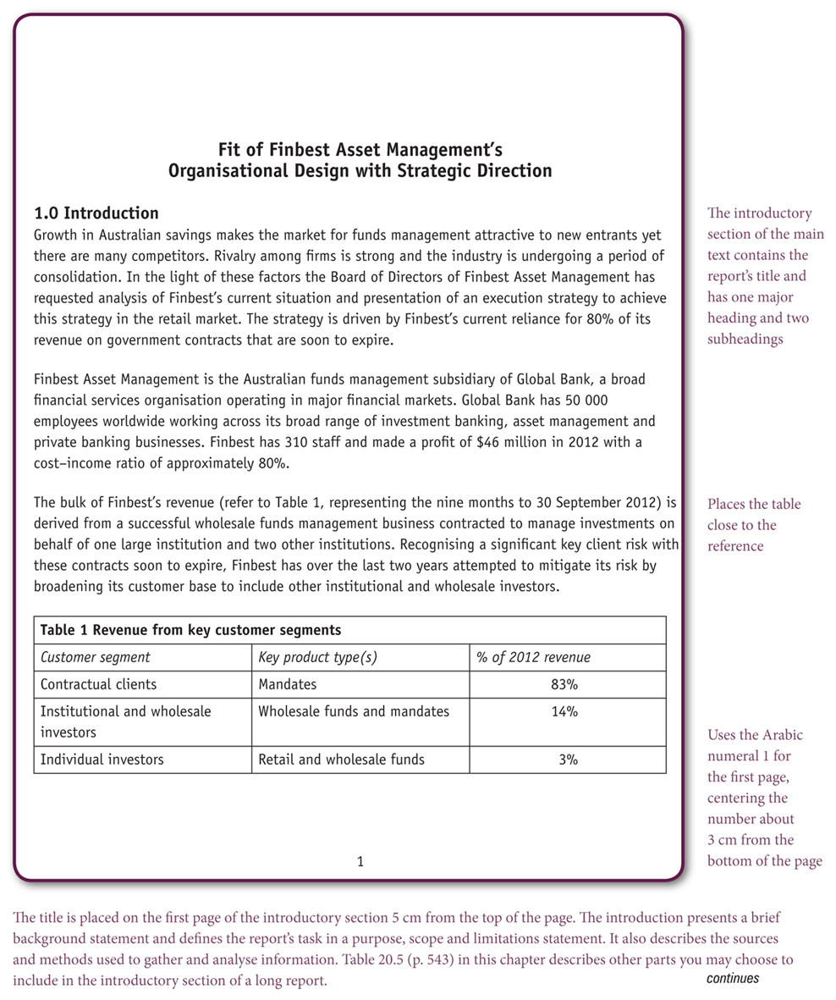 Fit of Finbest Asset Management's
Organisational Design with Strategic Direction
1.0 Introduction
Growth in Australian savings makes the market for funds management attractive to new entrants yet
there are many competitors. Rivalry among firms is strong and the industry is undergoing a period of
consolidation. In the light of these factors the Board of Directors of Finbest Asset Management has
requested analysis of Finbest's current situation and presentation of an execution strategy to achieve
this strategy in the retail market. The strategy is driven by Finbest's current reliance for 80% of its
revenue on government contracts that are soon to expire.
Finbest Asset Management is the Australian funds management subsidiary of Global Bank, a broad
financial services organisation operating in major financial markets. Global Bank has 50 000
employees worldwide working across its broad range of investment banking, asset management and
private banking businesses. Finbest has 310 staff and made a profit of $46 million in 2012 with a
cost–income ratio of approximately 80%.
The bulk of Finbest's revenue (refer to Table 1, representing the nine months to 30 September 2012) is
derived from a successful wholesale funds management business contracted to manage investments on
behalf of one large institution and two other institutions. Recognising a significant key client risk with
these contracts soon to expire, Finbest has over the last two years attempted to mitigate its risk by
broadening its customer base to include other institutional and wholesale investors.
Table 1 Revenue from key customer segments
Customer segment Key product type(s) % of 2012 revenue
Contractual clients Mandates 83%
Institutional and wholesale Wholesale funds and mandates 14%
investors
Individual investors Retail and wholesale funds 3%
1
The introductory
section of the main
text contains the
report's title and
has one major
heading and two
subheadings
Places the table
close to the
reference
Uses the Arabic
numeral 1 for
the first page,
centering the
number about
3 cm from the
bottom of the page
The title is placed on the first page of the introductory section 5 cm from the top of the page. The introduction presents a brief
background statement and defines the report's task in a purpose, scope and limitations statement. It also describes the sources
and methods used to gather and analyse information. Table 20.5 (p. 543) in this chapter describes other parts you may choose to
include in the introductory section of a long report.
continues